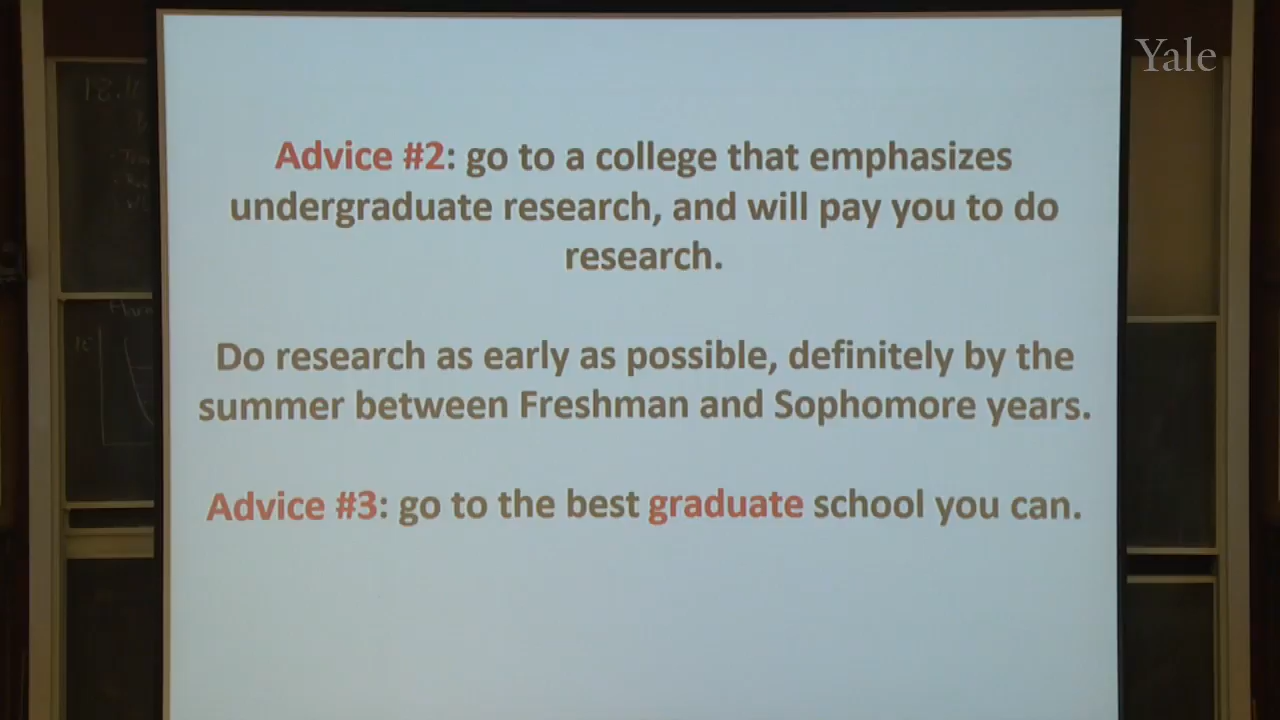 Yale
Advice #2: go to a college that emphasizes
undergraduate research, and will pay you to do
research.
Do research as early as possible, definitely by the
summer between Freshman and Sophomore years.
Advice #3: go to the best graduate school you can.